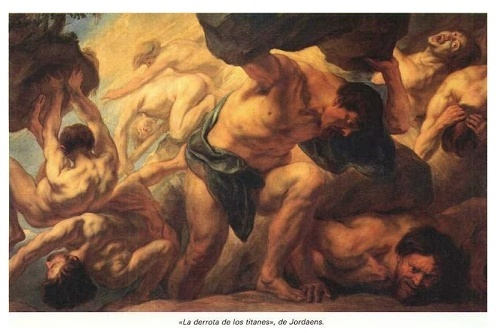 «La derrota de los titanes», de Jordaens.